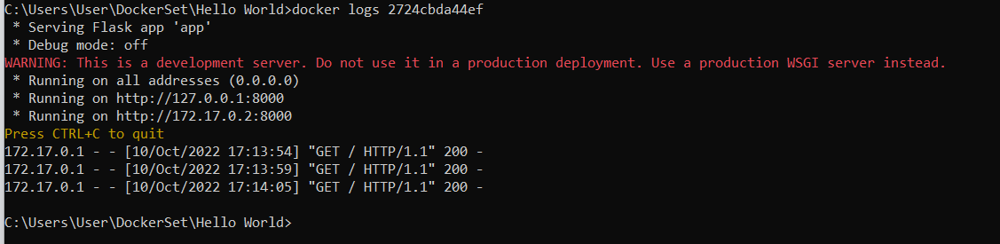 C:\Users\User\DockerSet\Hello World>docker logs 2724cbda44ef
 * Serving Flask app 'app'
 * Debug mode: off
WARNING: This is a development server. Do not use it in a production deployment. Use a production WSGI server instead.
 * Running on all addresses (0.0.0.0)
 * Running on http://127.0.0.1:8000
 * Running on http://172.17.0.2:8000
Press CTRL+C to quit
172.17.0.1 - - [10/Oct/2022 17:13:54] "GET / HTTP/1.1" 200 -
172.17.0.1 - - [10/Oct/2022 17:13:59] "GET / HTTP/1.1" 200 -
172.17.0.1 - - [10/Oct/2022 17:14:05] "GET / HTTP/1.1" 200 -
C:\Users\User\DockerSet\Hello World>